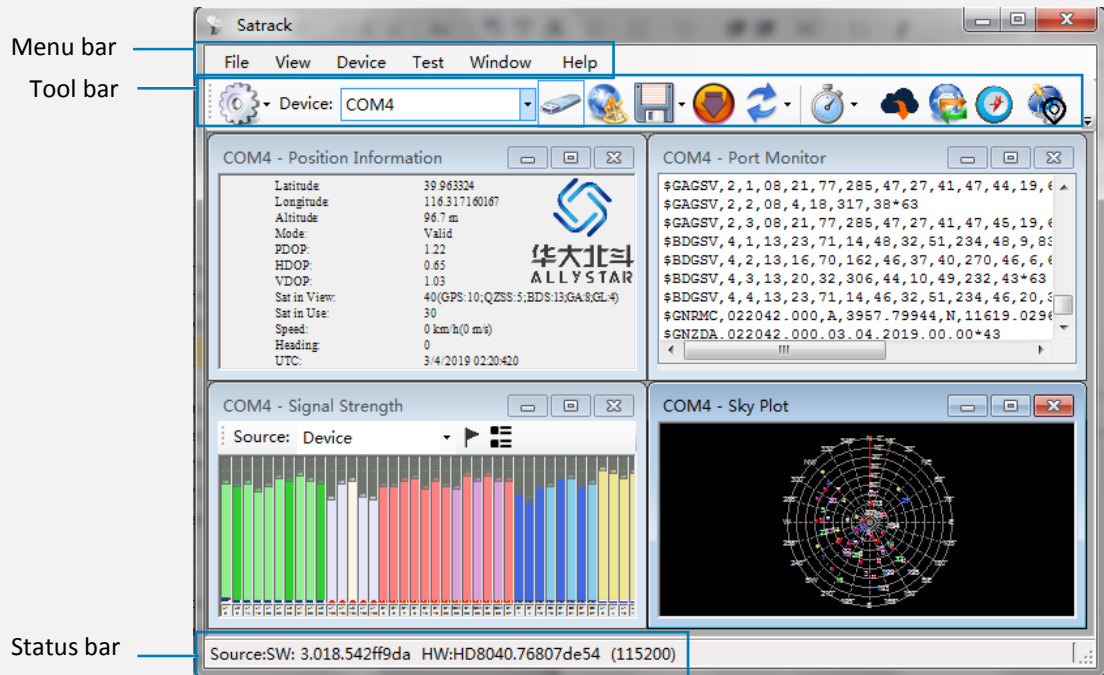 Satrack
Menu bar
File View Device Test Window Help
Tool bar
Device: COM4
COM4 - Position Information
Latitude: 39.963324
Longitude: 116.317160167
Altitude: 96.7 m
Mode: Valid
PDOP: 1.22
HDOP: 0.65
VDOP: 1.03
Sat in View: 40(GPS:10;QZSS:5;BDS:13;GA:8;GL:4)
Sat in Use: 30
Speed: 0 km/h(0 m/s)
Heading: 0
UTC: 3/4/2019 02:20:420
华大北斗
ALLYSTAR
COM4 - Port Monitor
$GAGSV,2,1,08,21,77,285,47,27,41,47,44,19,6
$GAGSV,2,2,08,4,18,317,38*63
$GAGSV,2,3,08,21,77,285,47,27,41,47,45,19,6
$BDGSV,4,1,13,23,71,14,48,32,51,234,48,9,83
$BDGSV,4,2,13,16,70,162,46,37,40,270,46,6,6
$BDGSV,4,3,13,20,32,306,44,10,49,232,43*63
$BDGSV,4,4,13,23,71,14,46,32,51,234,46,20,3
$GNRMC,022042.000,A,3957.79944,N,11619.0296
$GNZDA.022042.000.03.04.2019.00.00*43
COM4 - Signal Strength
Source: Device
COM4 - Sky Plot
Status bar
Source:SW: 3.018.542ff9da HW:HD8040.76807de54 (115200)